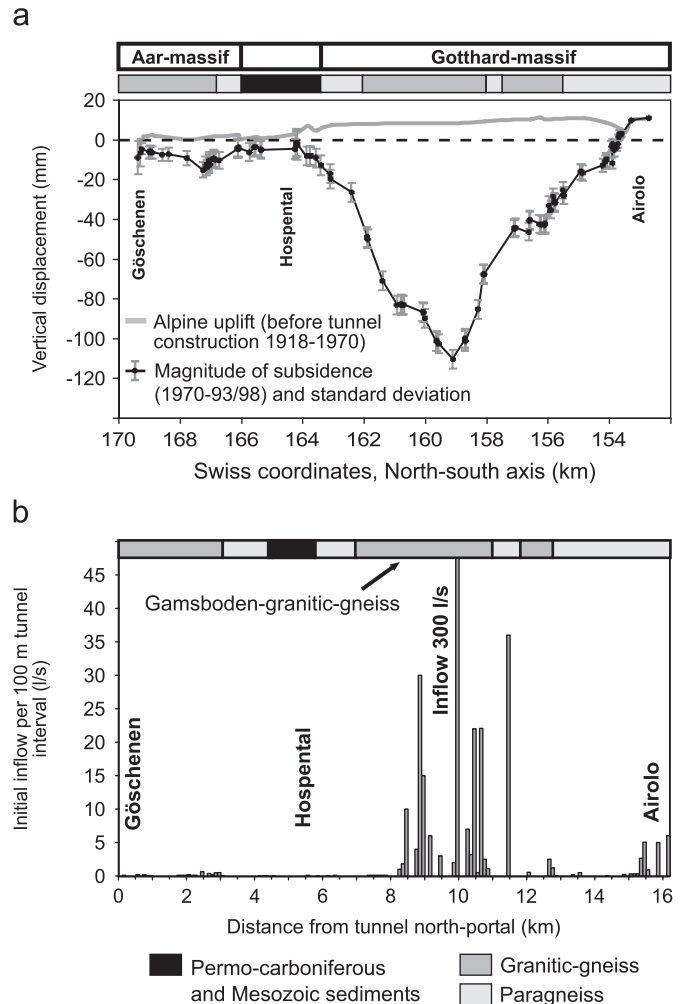 a
Aar-massif
Gotthard-massif
20
0
-20
-40
-60
-80
-100
-120
Vertical displacement (mm)
Göschenen
Hospental
Airolo
Alpine uplift (before tunnel
construction 1918-1970)
Magnitude of subsidence
(1970-93/98) and standard deviation
170 168 166 164 162 160 158 156 154
Swiss coordinates, North-south axis (km)
b
45
40
35
30
25
20
15
10
5
0
Initial inflow per 100 m tunnel
interval (l/s)
Gamsboden-granitic-gneiss
Inflow 300 l/s
Göschenen
Hospental
Airolo
0 2 4 6 8 10 12 14 16
Distance from tunnel north-portal (km)
Permo-carboniferous
and Mesozoic sediments
Granitic-gneiss
Paragneiss